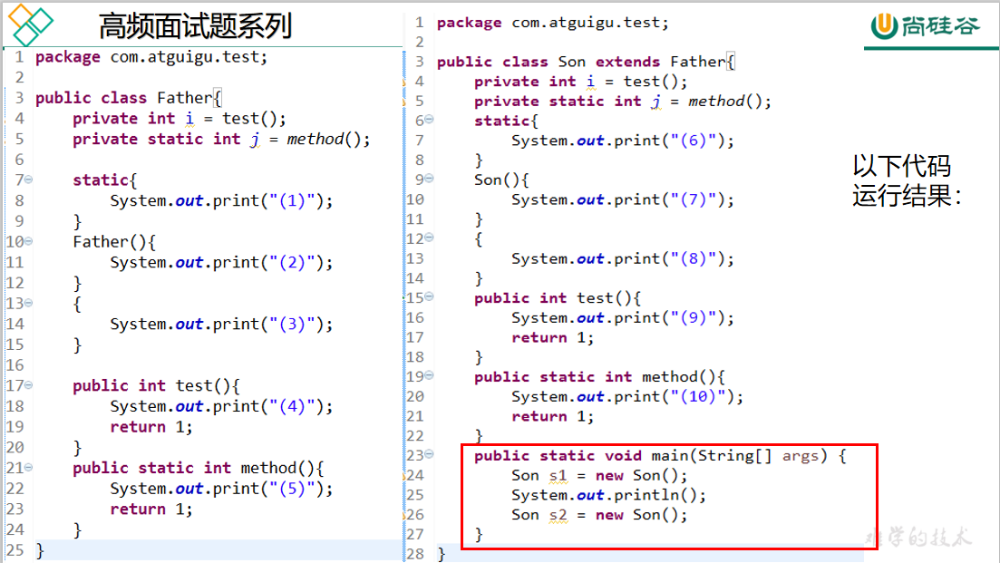 高频面试题系列
尚硅谷
1 package com.atguigu.test;
2
3 public class Father{
4     private int i = test();
5     private static int j = method();
6
7     static{
8         System.out.print("(1)");
9     }
10     Father(){
11         System.out.print("(2)");
12     }
13     {
14         System.out.print("(3)");
15     }
16
17     public int test(){
18         System.out.print("(4)");
19         return 1;
20     }
21     public static int method(){
22         System.out.print("(5)");
23         return 1;
24     }
25 }
1 package com.atguigu.test;
2
3 public class Son extends Father{
4     private int i = test();
5     private static int j = method();
6     static{
7         System.out.print("(6)");
8     }
9     Son(){
10         System.out.print("(7)");
11     }
12     {
13         System.out.print("(8)");
14     }
15     public int test(){
16         System.out.print("(9)");
17         return 1;
18     }
19     public static int method(){
20         System.out.print("(10)");
21         return 1;
22     }
23     public static void main(String[] args) {
24         Son s1 = new Son();
25         System.out.println();
26         Son s2 = new Son();
27     }
28 }
以下代码
运行结果：
学的技术